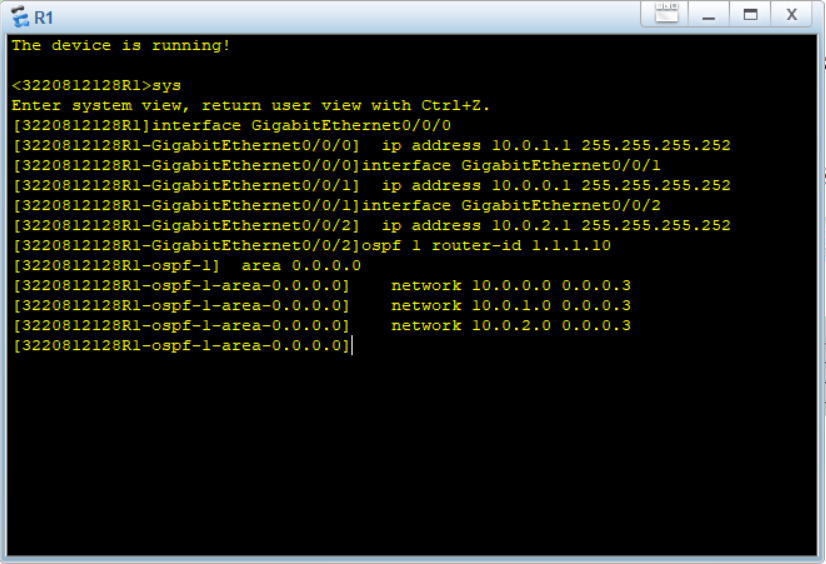 R1
The device is running!
<3220812128R1>sys
Enter system view, return user view with Ctrl+Z.
[3220812128R1]interface GigabitEthernet0/0/0
[3220812128R1-GigabitEthernet0/0/0]  ip address 10.0.1.1 255.255.255.252
[3220812128R1-GigabitEthernet0/0/0]interface GigabitEthernet0/0/1
[3220812128R1-GigabitEthernet0/0/1]  ip address 10.0.0.1 255.255.255.252
[3220812128R1-GigabitEthernet0/0/1]interface GigabitEthernet0/0/2
[3220812128R1-GigabitEthernet0/0/2]  ip address 10.0.2.1 255.255.255.252
[3220812128R1-GigabitEthernet0/0/2]ospf 1 router-id 1.1.1.10
[3220812128R1-ospf-1]  area 0.0.0.0
[3220812128R1-ospf-1-area-0.0.0.0]    network 10.0.0.0 0.0.0.3
[3220812128R1-ospf-1-area-0.0.0.0]    network 10.0.1.0 0.0.0.3
[3220812128R1-ospf-1-area-0.0.0.0]    network 10.0.2.0 0.0.0.3
[3220812128R1-ospf-1-area-0.0.0.0]